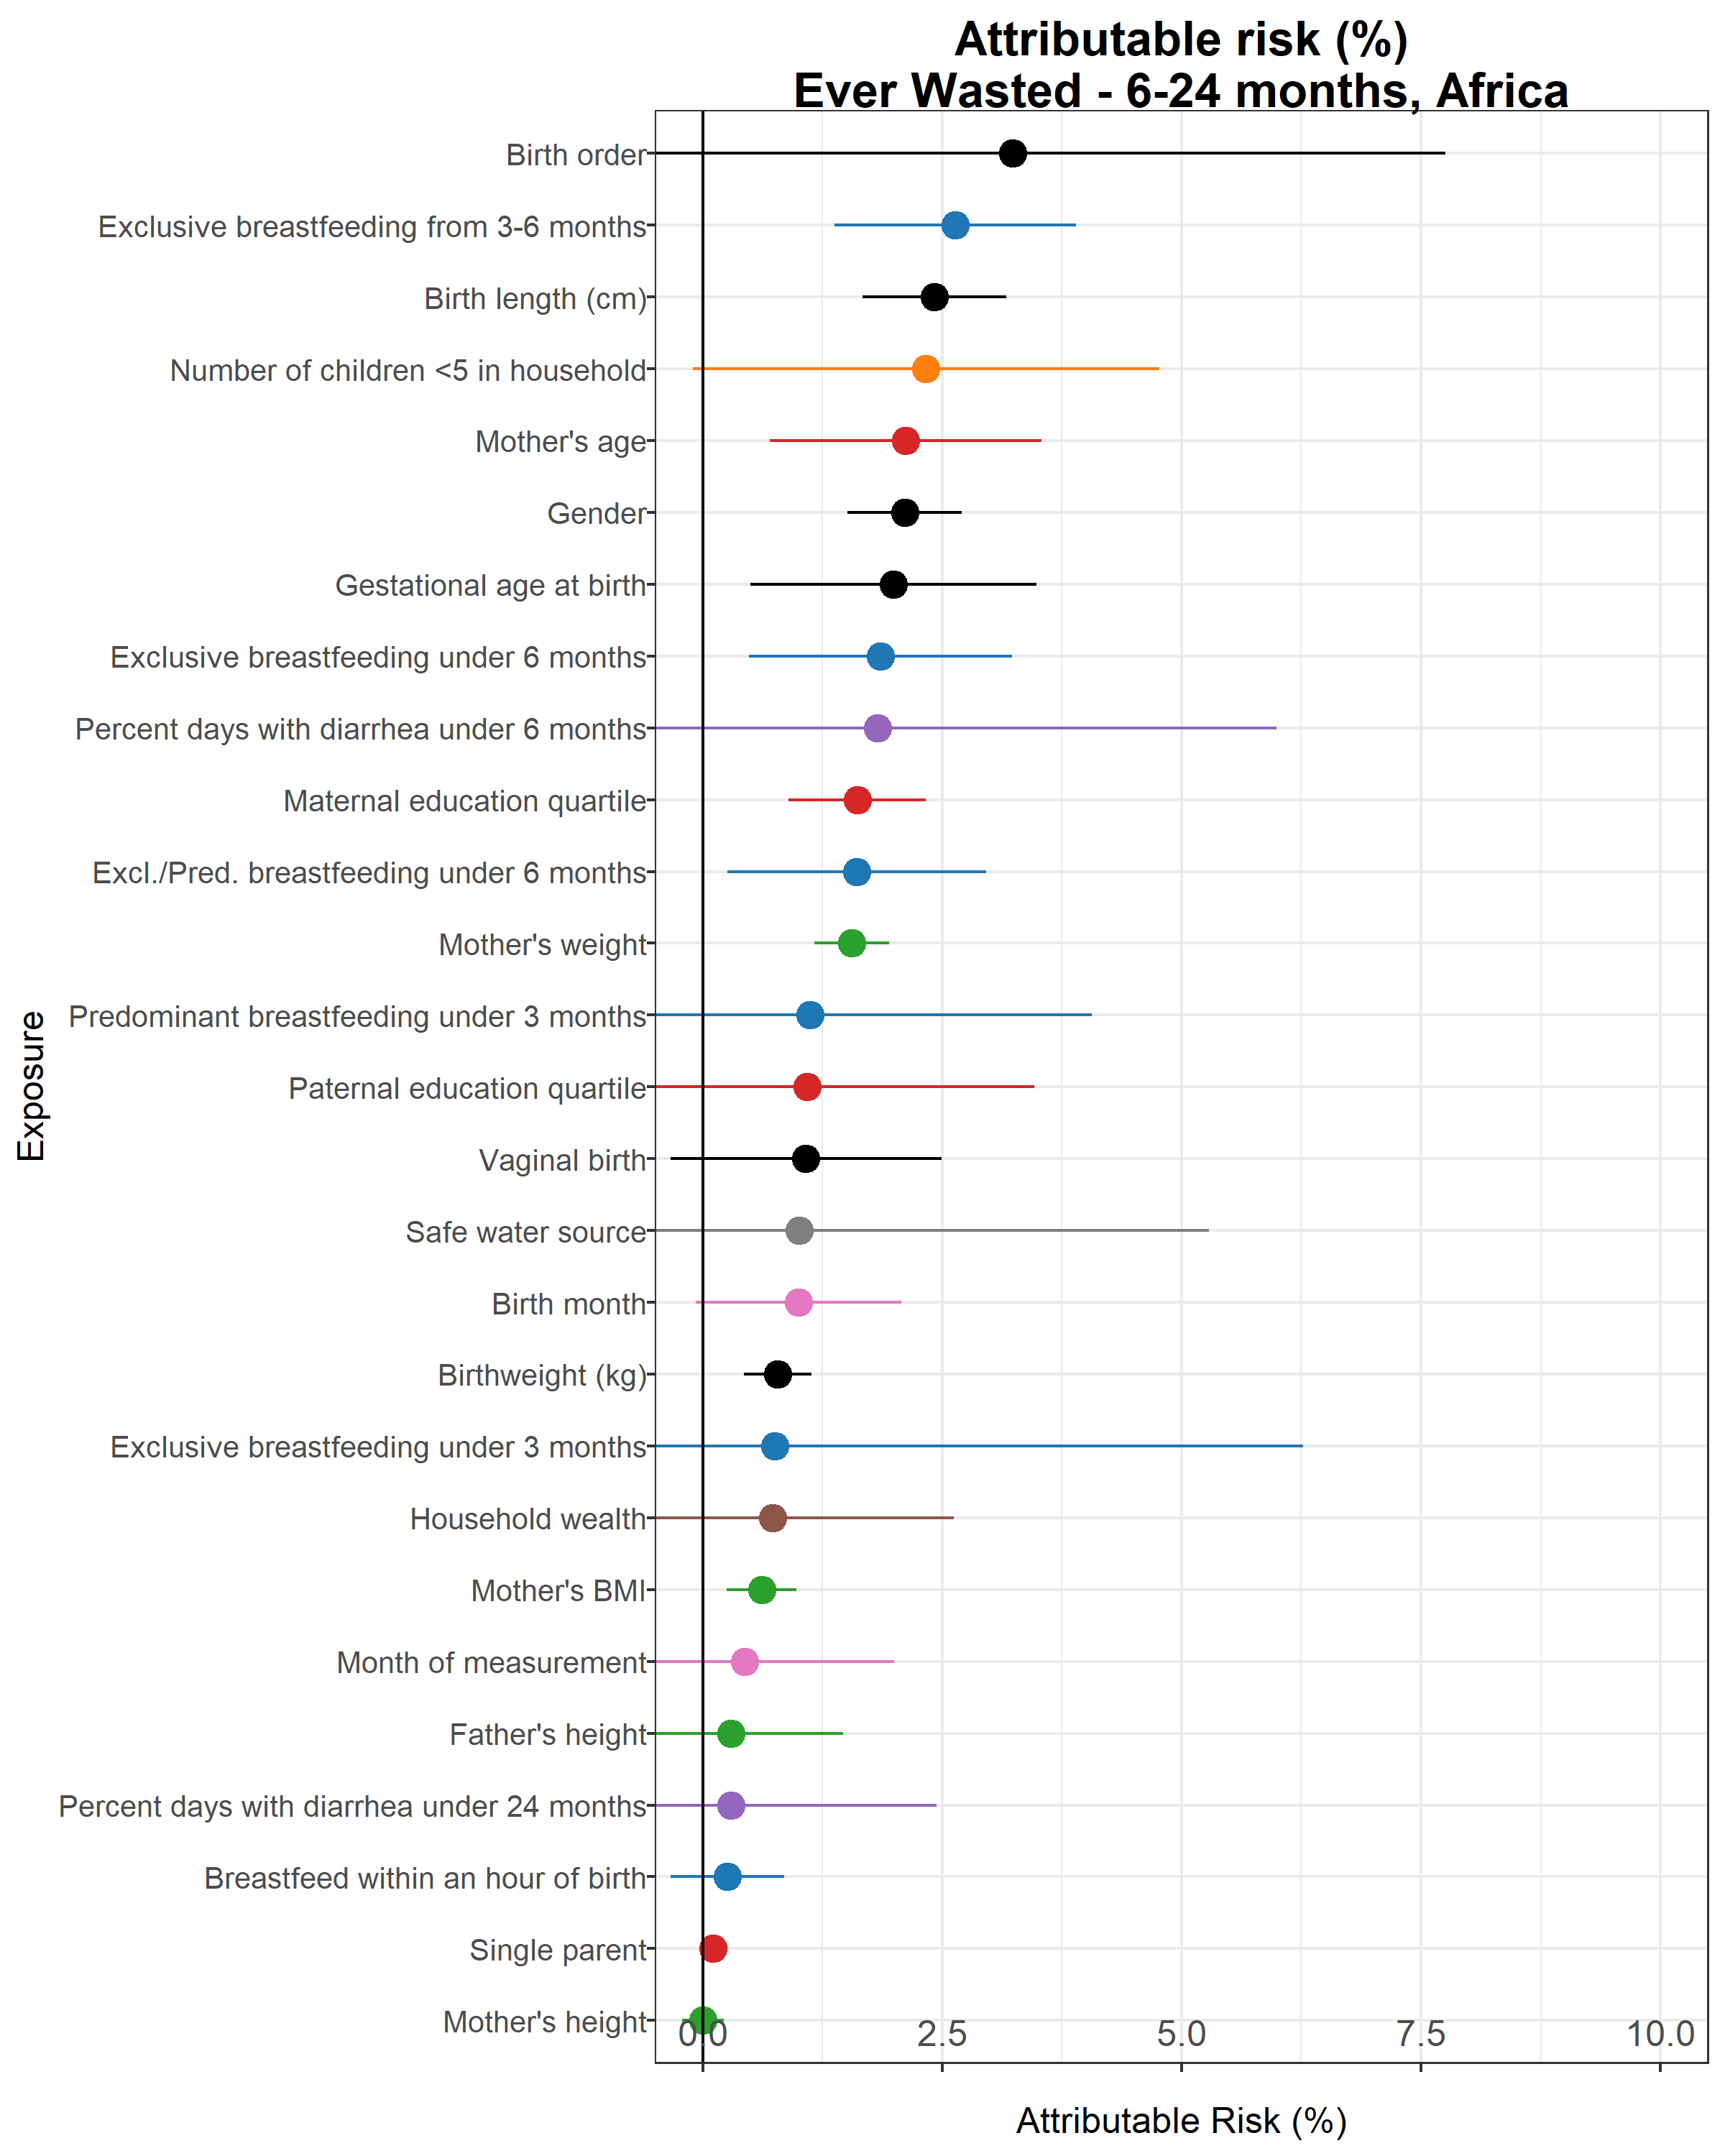 Attributable risk (%)
Ever Wasted - 6-24 months, Africa
Birth order
Exclusive breastfeeding from 3-6 months
Birth length (cm)
Number of children <5 in household
Mother's age
Gender
Gestational age at birth
Exclusive breastfeeding under 6 months
Percent days with diarrhea under 6 months
Maternal education quartile
Excl./Pred. breastfeeding under 6 months
Mother's weight
Predominant breastfeeding under 3 months
Paternal education quartile
Vaginal birth
Safe water source
Birth month
Birthweight (kg)
Exclusive breastfeeding under 3 months
Household wealth
Mother's BMI
Month of measurement
Father's height
Percent days with diarrhea under 24 months
Breastfeed within an hour of birth
Single parent
Mother's height
Exposure
0.0 2.5 5.0 7.5 10.0
Attributable Risk (%)